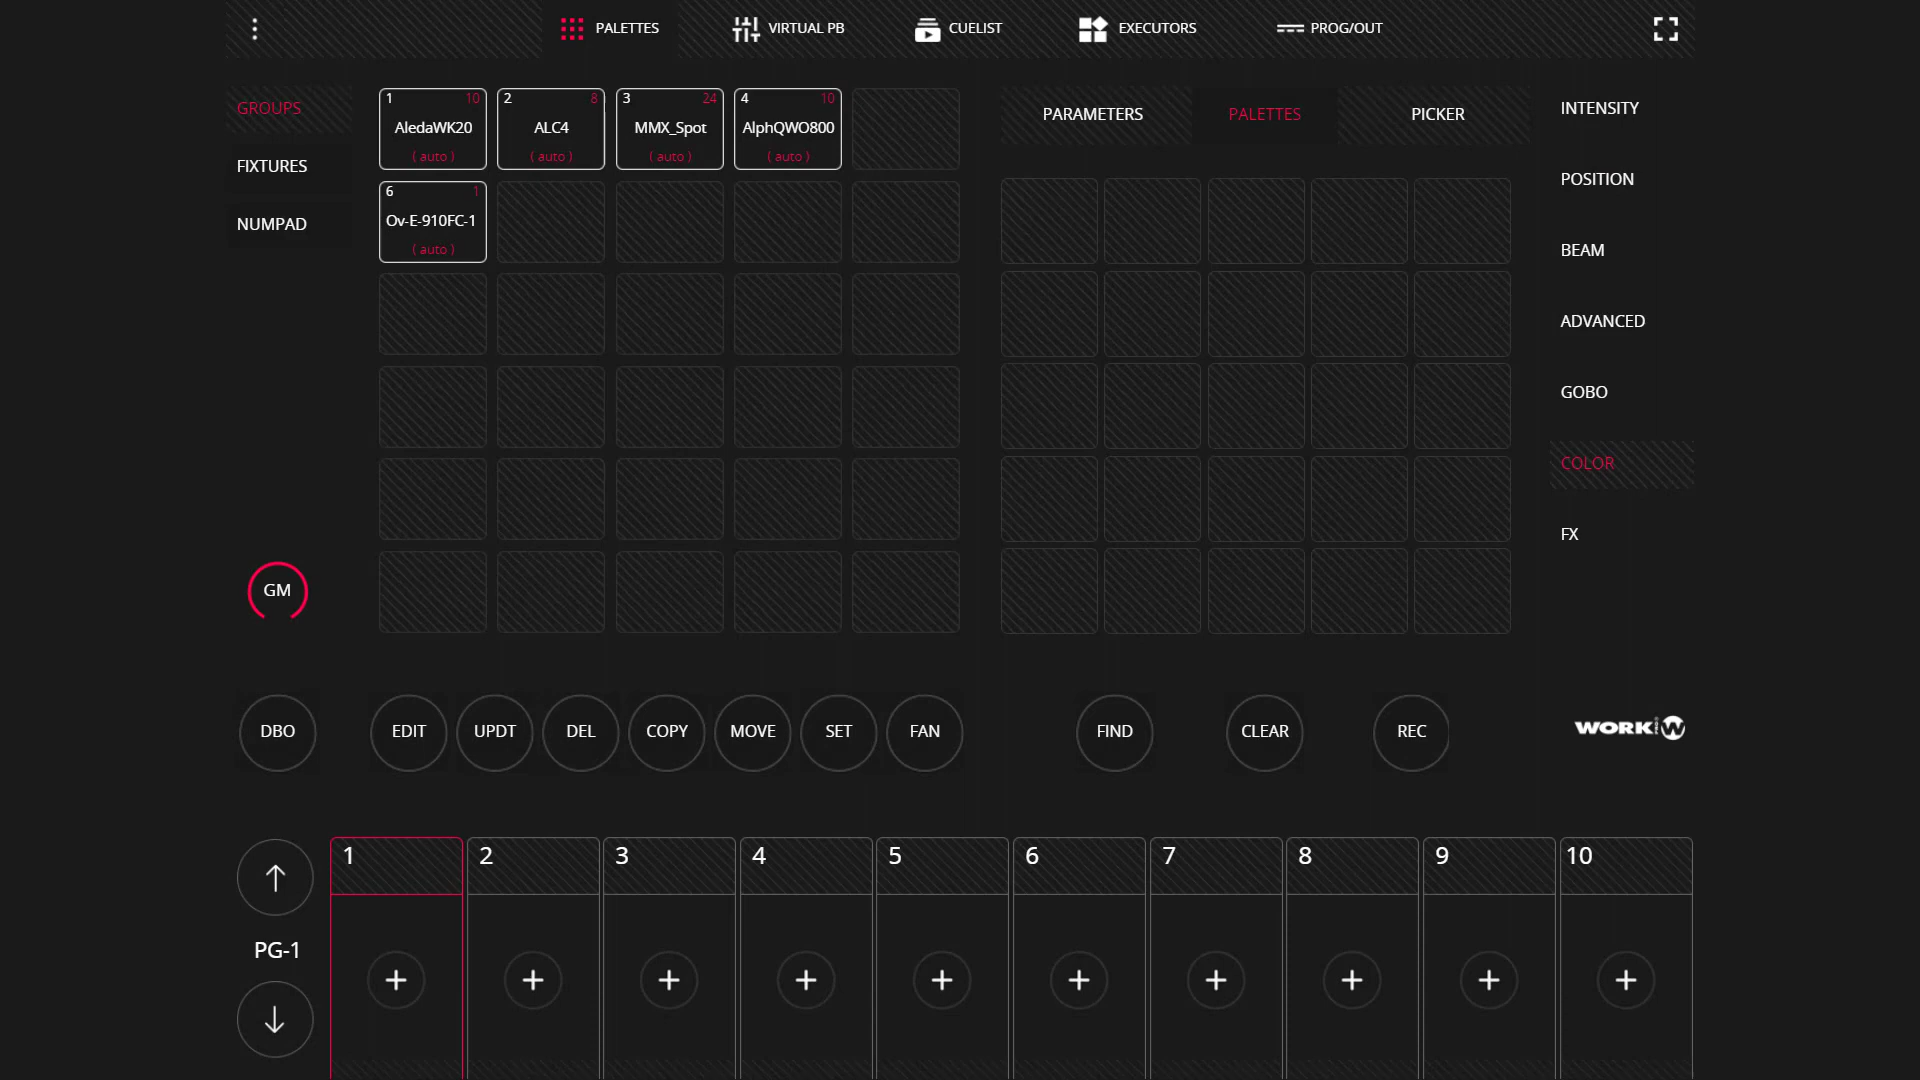 PALETTES
VIRTUAL PB
CUELIST
EXECUTORS
PROG/OUT
GROUPS
FIXTURES
NUMPAD
1 10
AledaWK20
( auto )
2 8
ALC4
( auto )
3 24
MMX_Spot
( auto )
4 10
AlphQWO800
( auto )
6 1
Ov-E-910FC-1
( auto )
PARAMETERS
PALETTES
PICKER
INTENSITY
POSITION
BEAM
ADVANCED
GOBO
COLOR
FX
GM
DBO
EDIT
UPDT
DEL
COPY
MOVE
SET
FAN
FIND
CLEAR
REC
WORK
PG-1
1
2
3
4
5
6
7
8
9
10